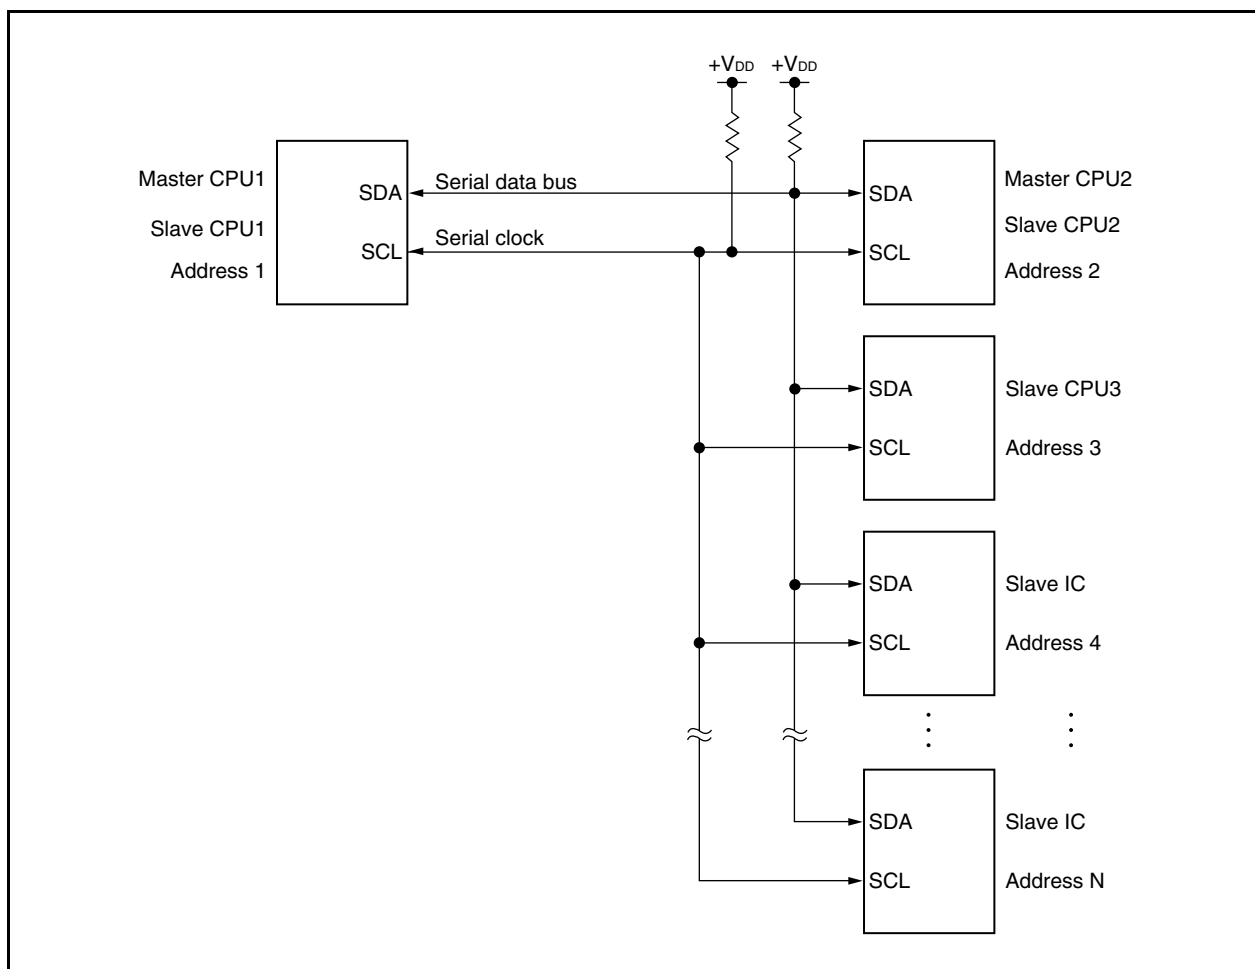 +VDD +VDD
Master CPU1
Slave CPU1
Address 1
SDA
SCL
Serial data bus
Serial clock
SDA
SCL
Master CPU2
Slave CPU2
Address 2
SDA
SCL
Slave CPU3
Address 3
SDA
SCL
Slave IC
Address 4
SDA
SCL
Slave IC
Address N